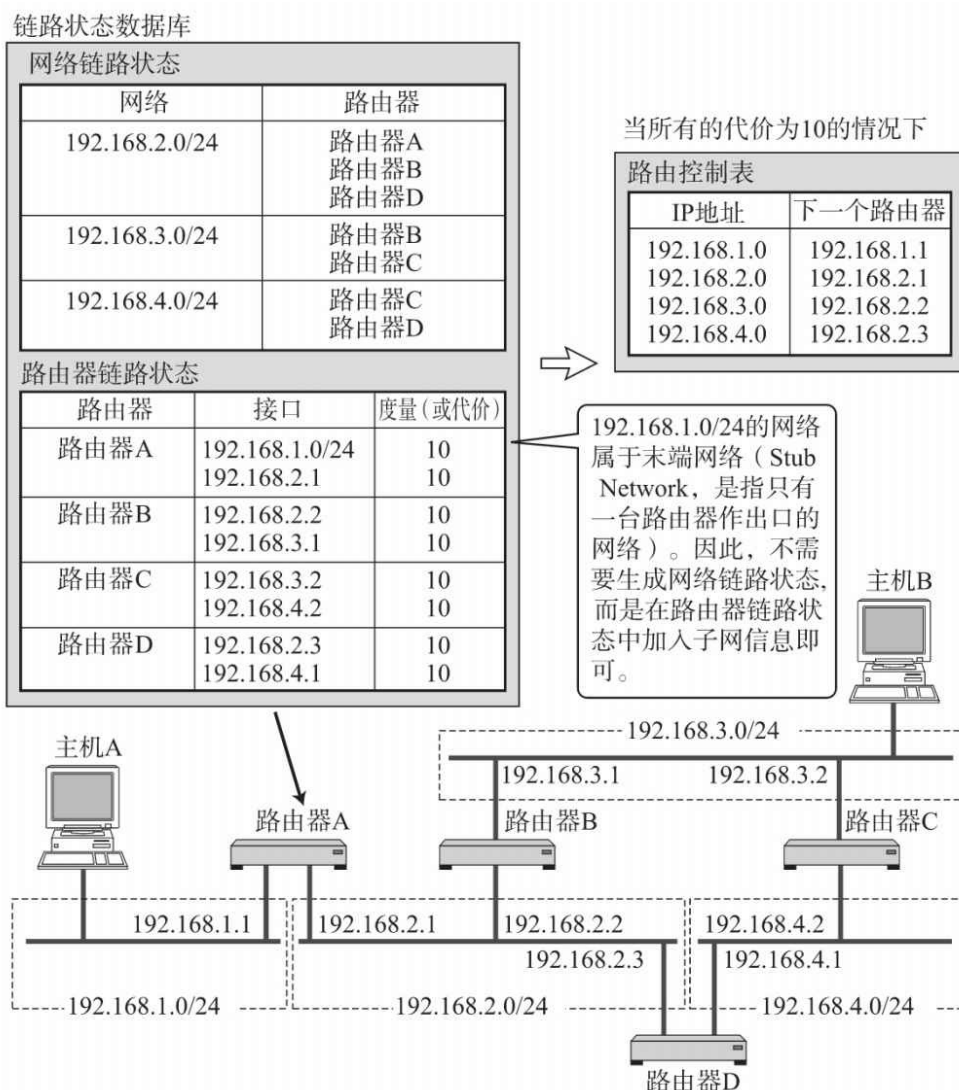 链路状态数据库
网络链路状态
网络 路由器
192.168.2.0/24 路由器A
路由器B
路由器D
192.168.3.0/24 路由器B
路由器C
192.168.4.0/24 路由器C
路由器D
路由器链路状态
路由器 接口 度量（或代价）
路由器A 192.168.1.0/24 10
192.168.2.1 10
路由器B 192.168.2.2 10
192.168.3.1 10
路由器C 192.168.3.2 10
192.168.4.2 10
路由器D 192.168.2.3 10
192.168.4.1 10
当所有的代价为10的情况下
路由控制表
IP地址 下一个路由器
192.168.1.0 192.168.1.1
192.168.2.0 192.168.2.1
192.168.3.0 192.168.2.2
192.168.4.0 192.168.2.3
192.168.1.0/24的网络
属于末端网络（Stub
Network，是指只有
一台路由器作出口的
网络）。因此，不需
要生成网络链路状态,
而是在路由器链路状
态中加入子网信息即
可。
主机B
主机A
192.168.3.0/24
192.168.3.1 192.168.3.2
路由器A 路由器B 路由器C
192.168.1.1 192.168.2.1 192.168.2.2 192.168.4.2
192.168.2.3 192.168.4.1
192.168.1.0/24 192.168.2.0/24 192.168.4.0/24
路由器D